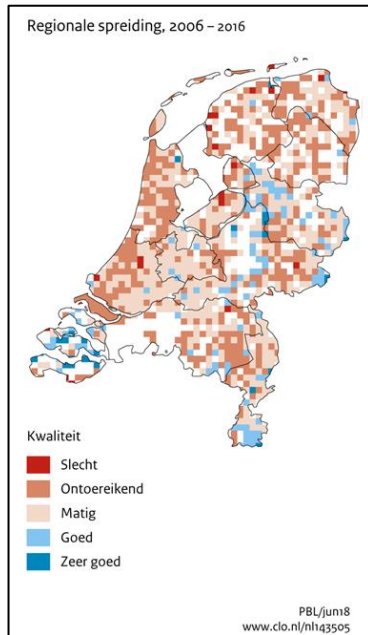 Regionale spreiding, 2006 – 2016
Kwaliteit
Slecht
Ontoereikend
Matig
Goed
Zeer goed
PBL/jun18
www.clo.nl/nl143505